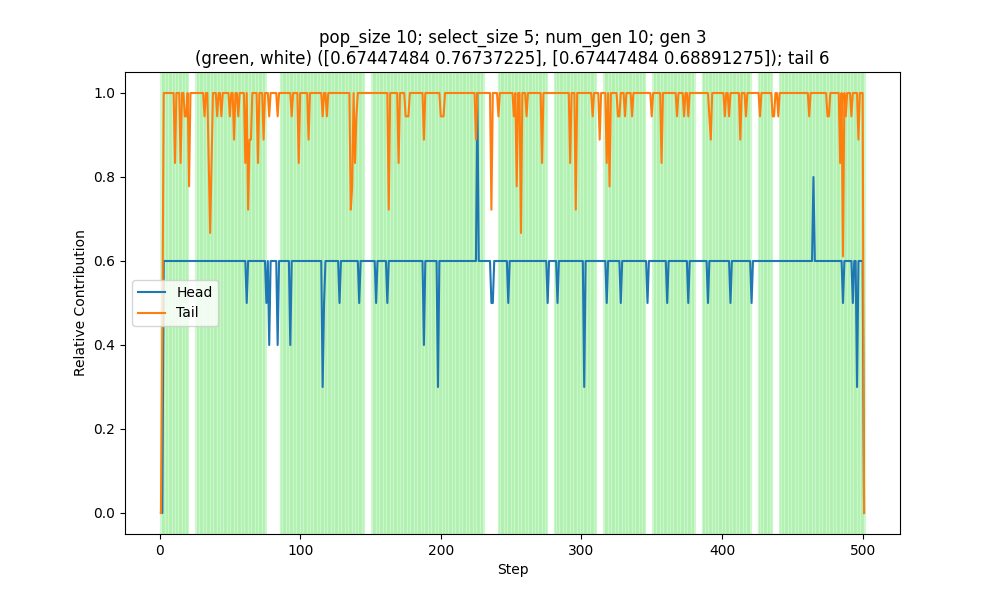 pop_size 10; select_size 5; num_gen 10; gen 3
(green, white) ([0.67447484 0.76737225], [0.67447484 0.68891275]); tail 6
1.0
0.8
0.6
0.4
0.2
0.0
Relative Contribution
Head
Tail
0 100 200 300 400 500
Step